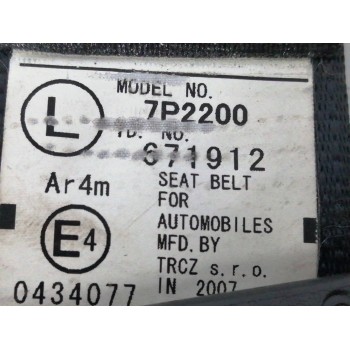 MODEL NO.
L 7P2200
ID. NO.
671912
Ar4m SEAT BELT
FOR
AUTOMOBILES
E4 MFD. BY
TRCZ s.r.o.
0434077 IN 2007